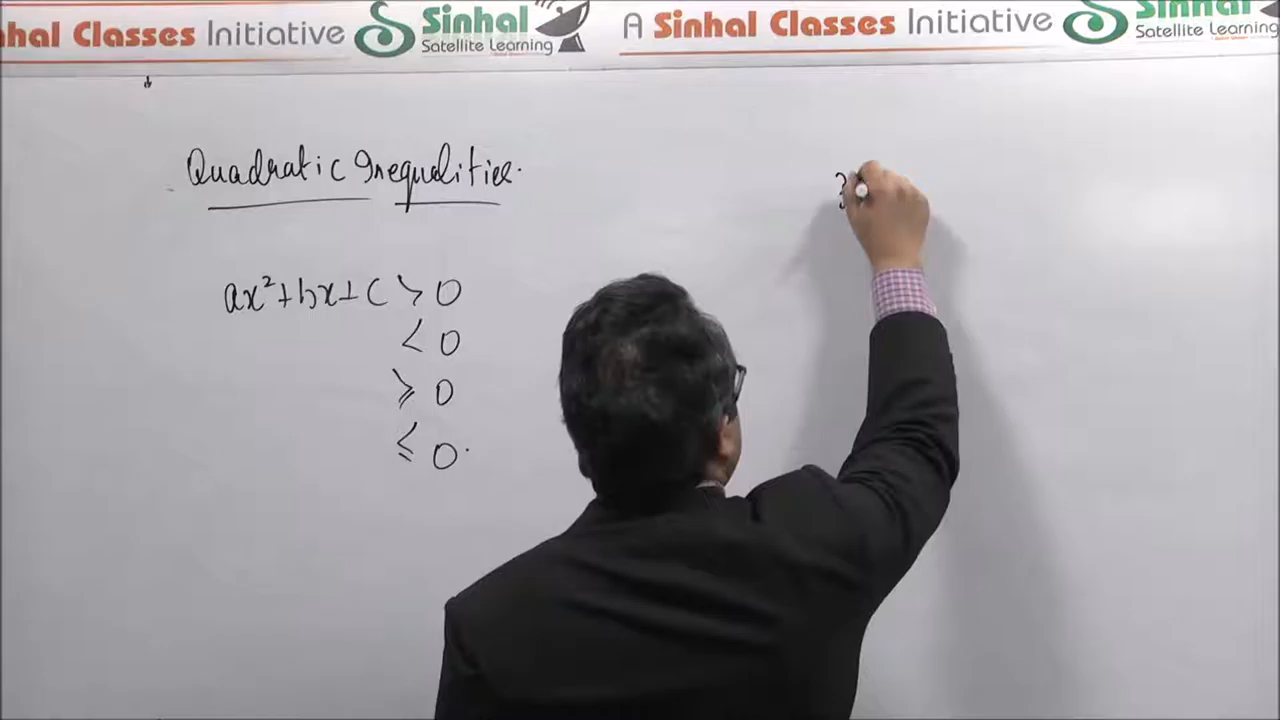 hal Classes Initiative Sinhal Satellite Learning A Sinhal Classes Initiative Sinhal Satellite Learning
Quadratic Inequalities.
ax²+bx+c > 0
< 0
≥ 0
≤ 0.
3